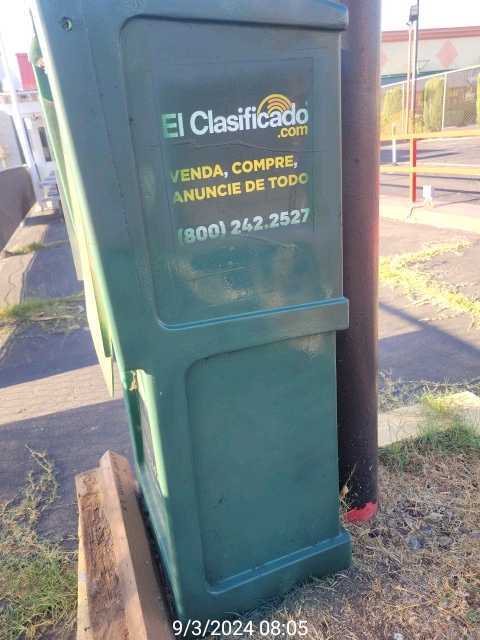 El Clasificado
.com
VENDA, COMPRE,
ANUNCIE DE TODO
(800) 242.2527
9/3/2024 08:05